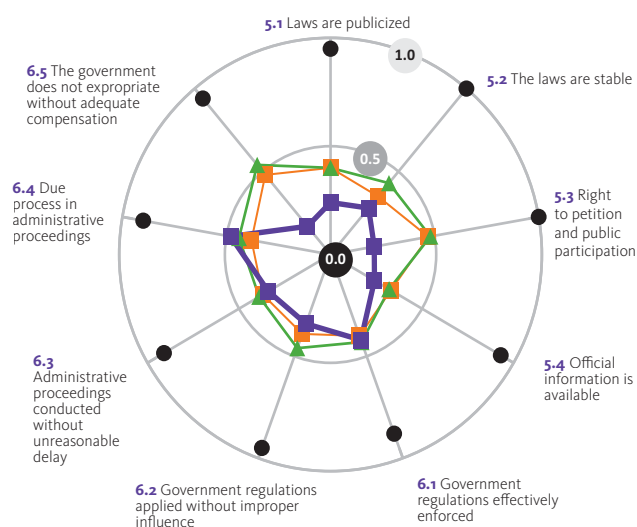 5.1 Laws are publicized
1.0
6.5 The government
does not expropriate
without adequate
compensation
5.2 The laws are stable
0.5
6.4 Due
process in
administrative
proceedings
5.3 Right
to petition
and public
participation
0.0
6.3
Administrative
proceedings
conducted
without
unreasonable
delay
5.4 Official
information is
available
6.2 Government regulations
applied without improper
influence
6.1 Government
regulations effectively
enforced